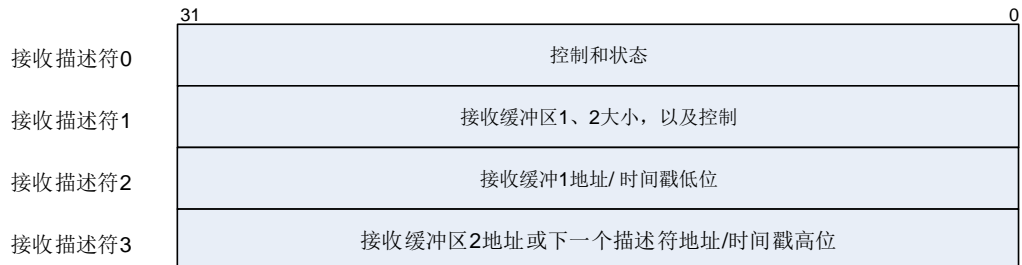 31 0
接收描述符0 控制和状态
接收描述符1 接收缓冲区1、2大小，以及控制
接收描述符2 接收缓冲1地址/ 时间戳低位
接收描述符3 接收缓冲区2地址或下一个描述符地址/时间戳高位